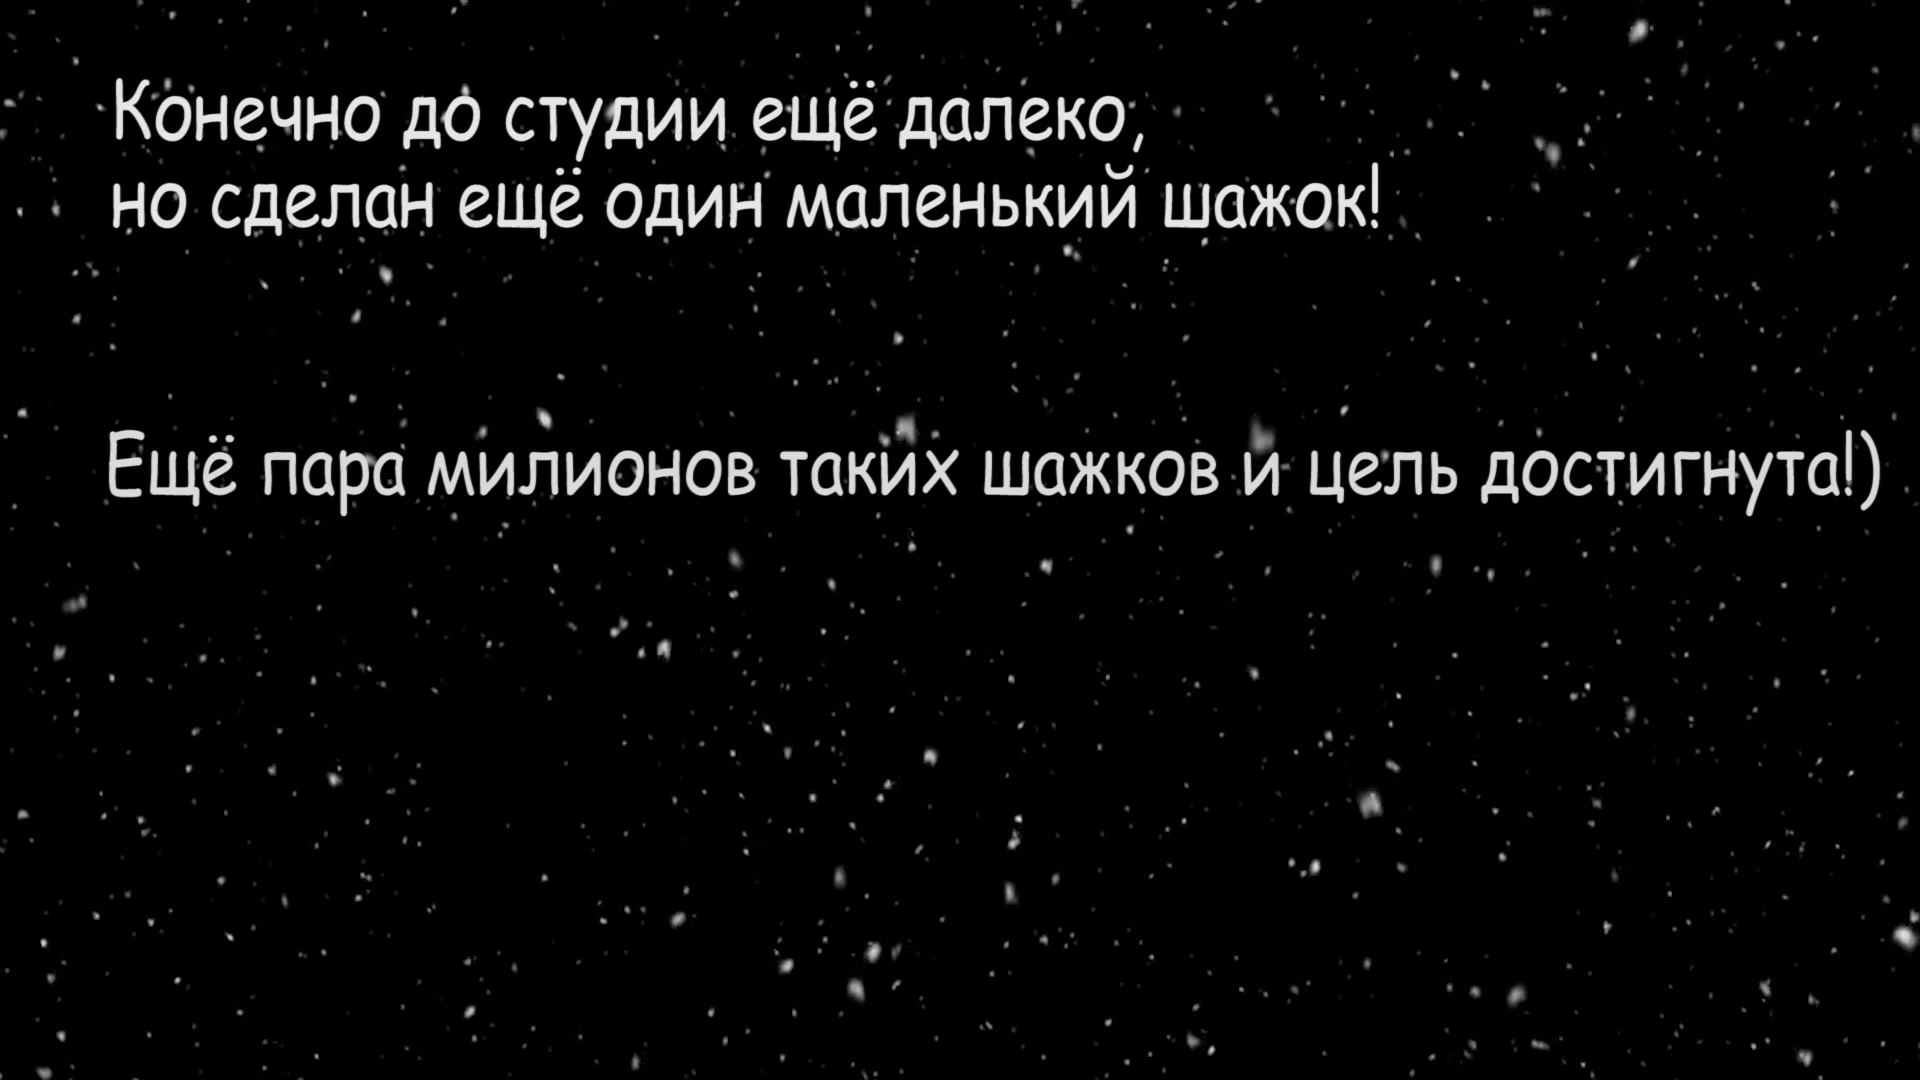 Конечно до студии ещё далеко,
но сделан ещё один маленький шажок!
Ещё пара милионов таких шажков и цель достигнута!)